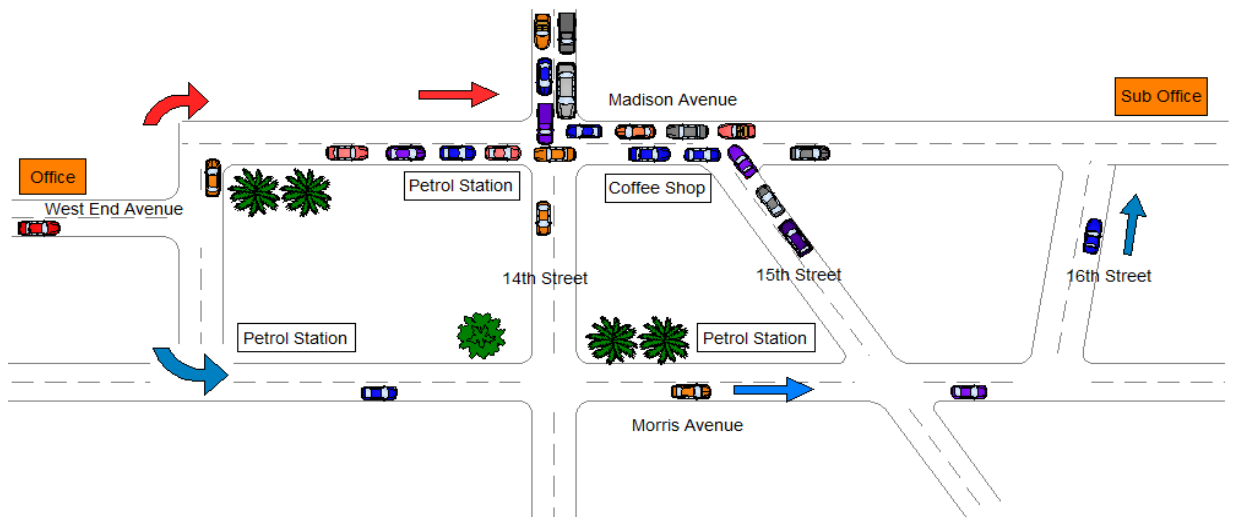 Madison Avenue
Sub Office
Office
Petrol Station
Coffee Shop
West End Avenue
14th Street
15th Street
16th Street
Petrol Station
Petrol Station
Morris Avenue